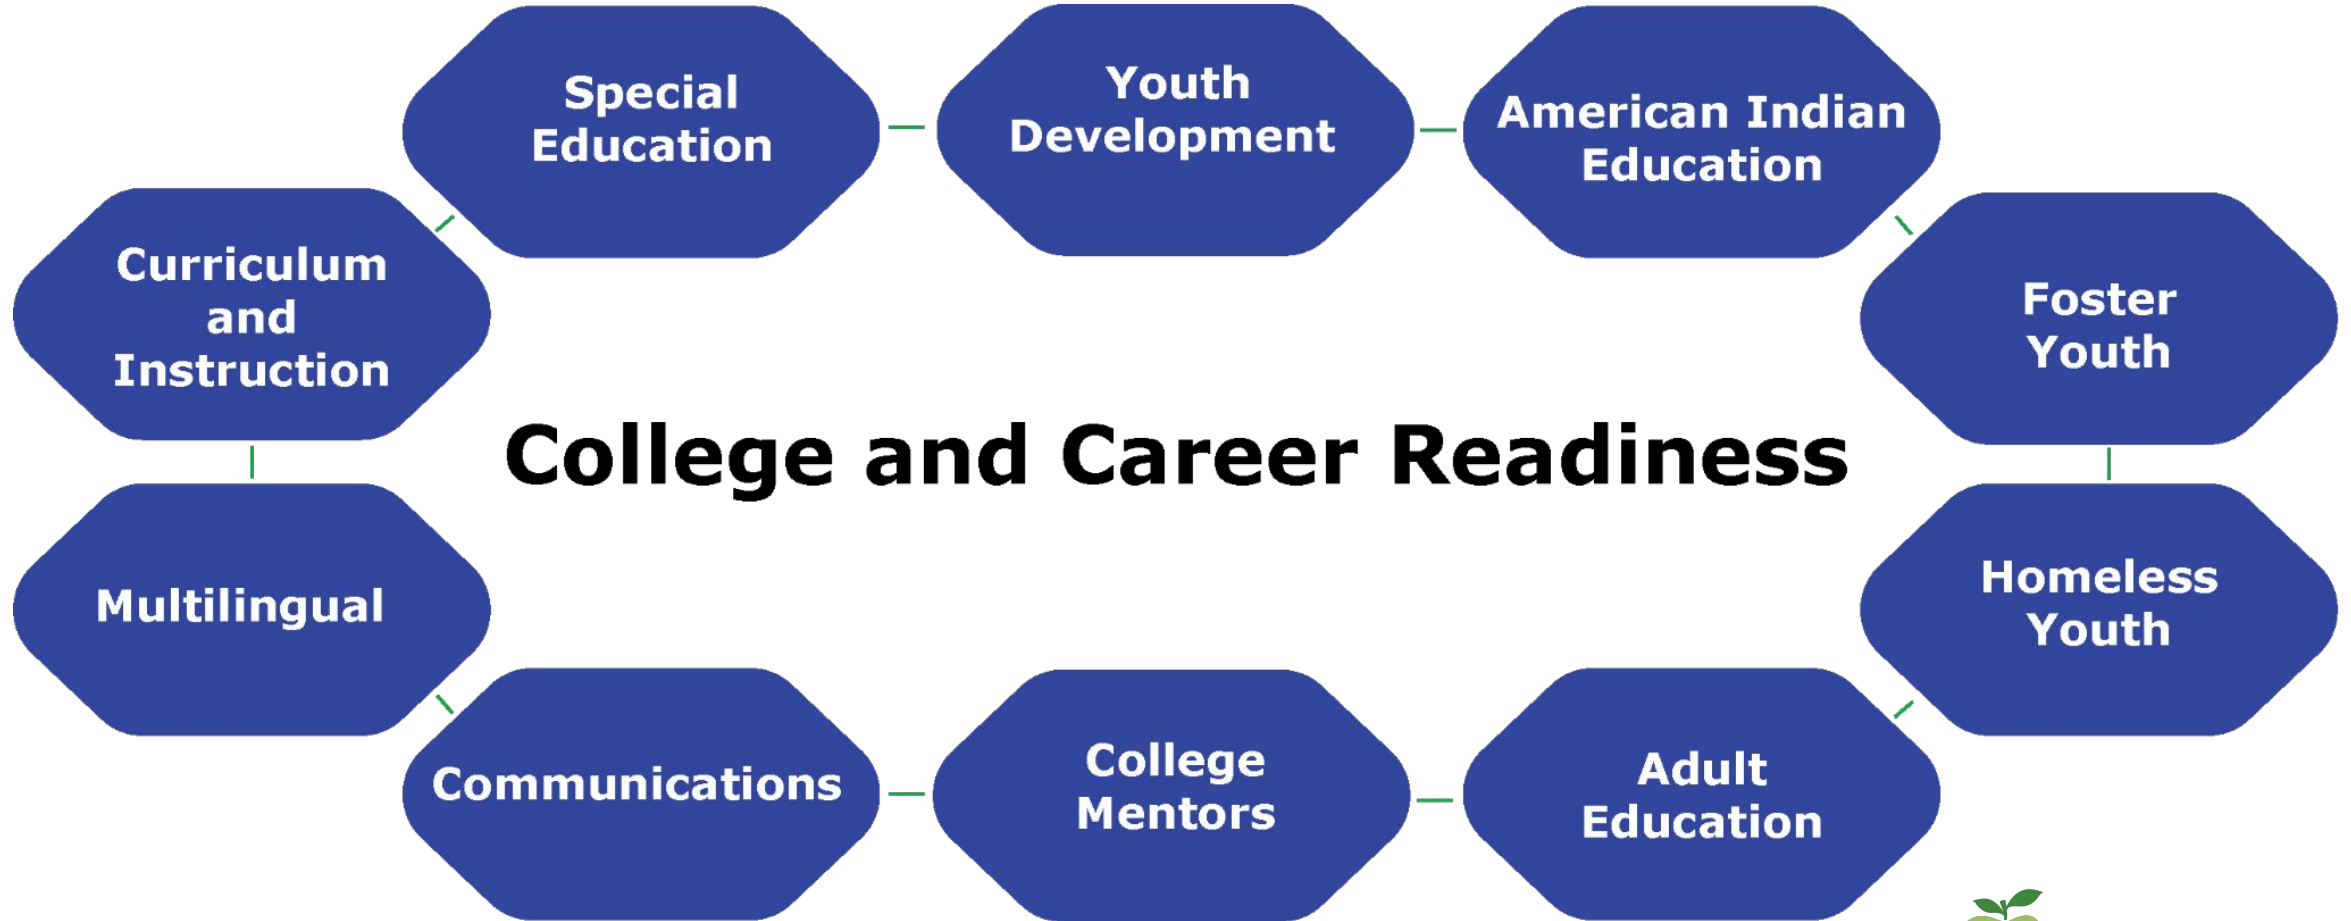 Special
Education
Youth
Development
American Indian
Education
Foster
Youth
Homeless
Youth
Adult
Education
College
Mentors
Communications
Multilingual
Curriculum
and
Instruction
College and Career Readiness